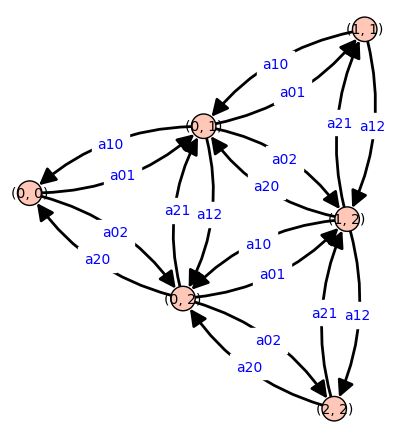 (1, 1)
a10
a01
(0, 1)
a21 a12
a10
a02
a01
a20
(0, 0)
a21 a12
(1, 2)
a02
a10
a20
a01
(0, 2)
a21 a12
a02
a20
(2, 2)